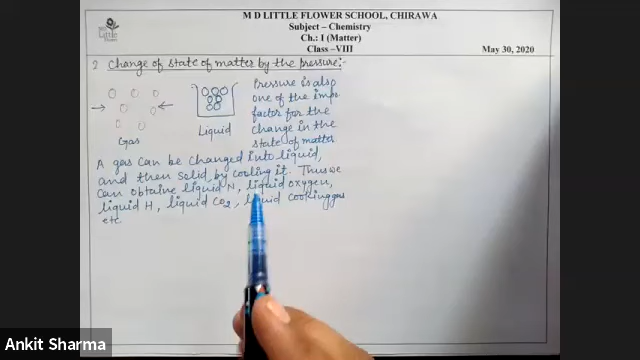 M D LITTLE FLOWER SCHOOL, CHIRAWA
Subject – Chemistry
Ch.: I (Matter)
Class –VIII
May 30, 2020
Little
2 Change of state of matter by the pressure:-
Gas
Liquid
Pressure is also
one of the impo
factor for the
change in the
state of matter
A gas can be changed into liquid,
and then solid by cooling it. Thus we
can obtaine liquid N, liquid oxygen,
liquid H, liquid CO2, liquid cooking gas
etc
Ankit Sharma